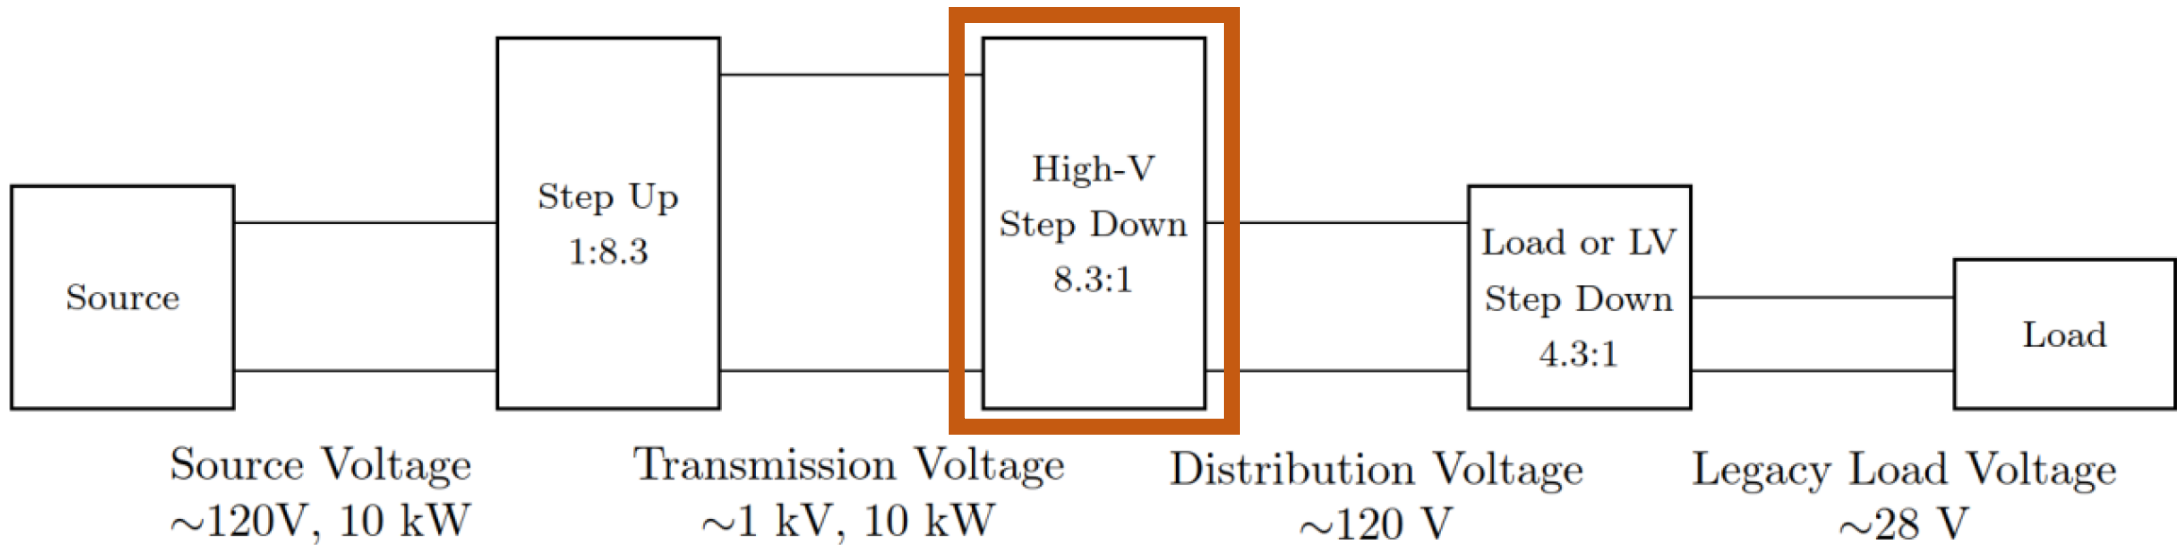 Source
Step Up
1:8.3
High-V
Step Down
8.3:1
Load or LV
Step Down
4.3:1
Load
Source Voltage
~120V, 10 kW
Transmission Voltage
~1 kV, 10 kW
Distribution Voltage
~120 V
Legacy Load Voltage
~28 V